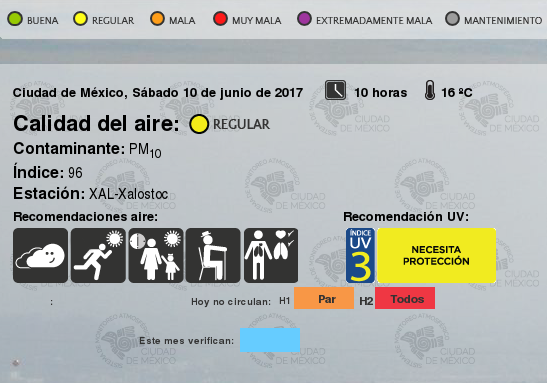 BUENA REGULAR MALA MUY MALA EXTREMADAMENTE MALA MANTENIMIENTO
Ciudad de México, Sábado 10 de junio de 2017 10 horas 16 ºC
Calidad del aire: REGULAR
Contaminante: PM10
Índice: 96
Estación: XAL-Xalostoc
Recomendaciones aire: Recomendación UV:
ÍNDICE
UV
3
NECESITA
PROTECCIÓN
: Hoy no circulan: H1 Par H2 Todos
Este mes verifican:
CIUDAD
DE MÉXICO